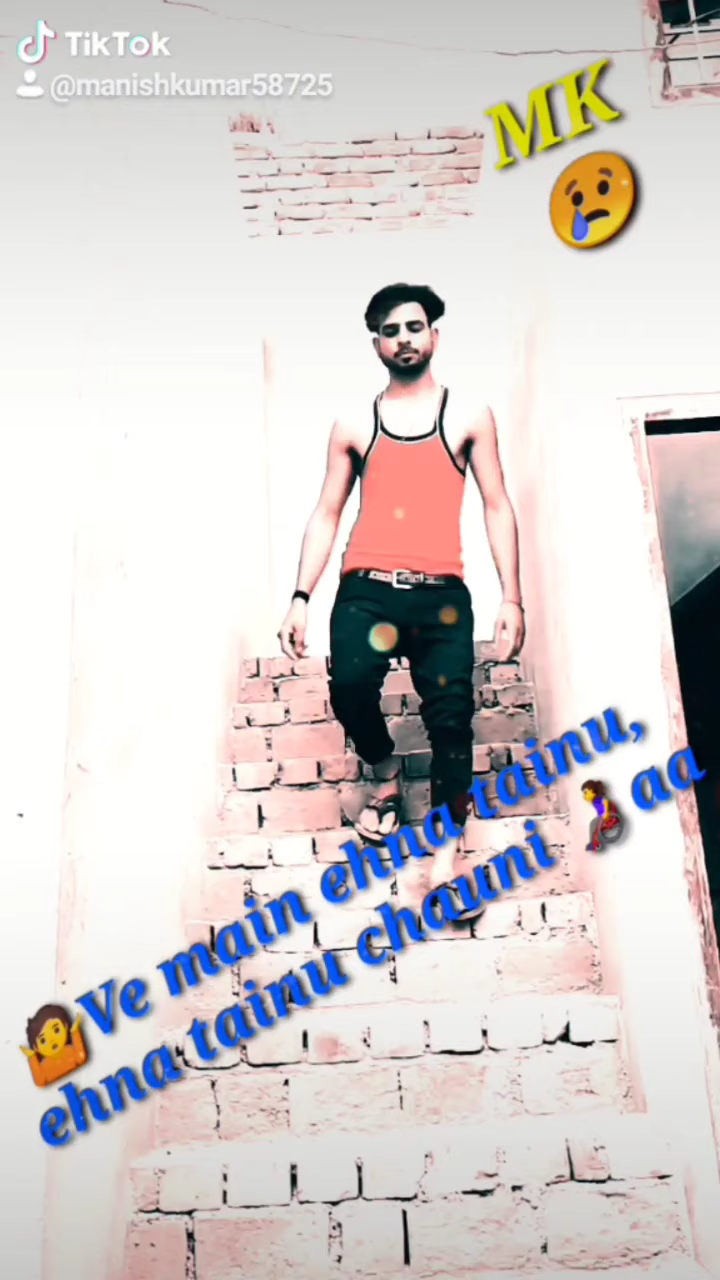 TikTok
@manishkumar58725
MK
Ve main ehna tainu,
ehna tainu chauni aa